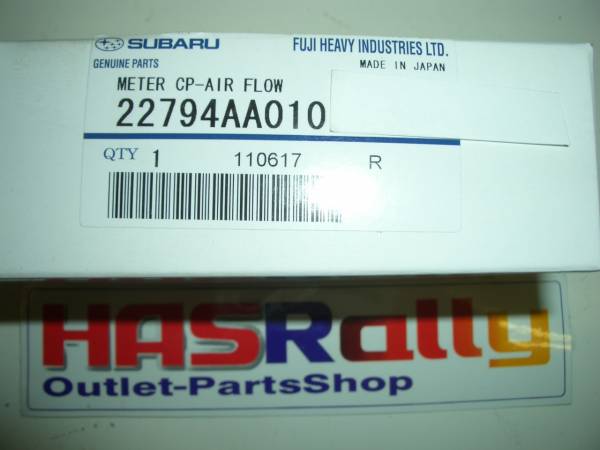 SUBARU FUJI HEAVY INDUSTRIES LTD.
GENUINE PARTS MADE IN JAPAN
METER CP-AIR FLOW
22794AA010
QTY 1 110617 R
HASRally
Outlet-PartsShop